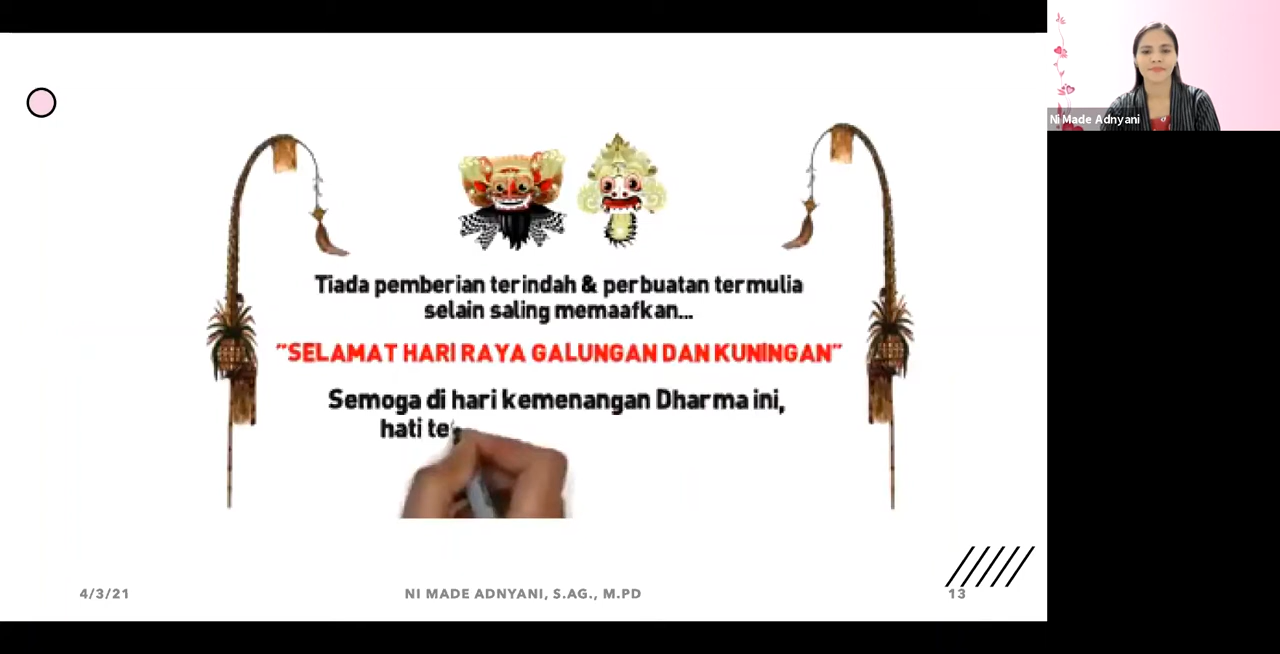 Ni Made Adnyani
Tiada pemberian terindah & perbuatan termulia
selain saling memaafkan...
"SELAMAT HARI RAYA GALUNGAN DAN KUNINGAN"
Semoga di hari kemenangan Dharma ini,
hati
4/3/21
NI MADE ADNYANI, S.AG., M.PD
13